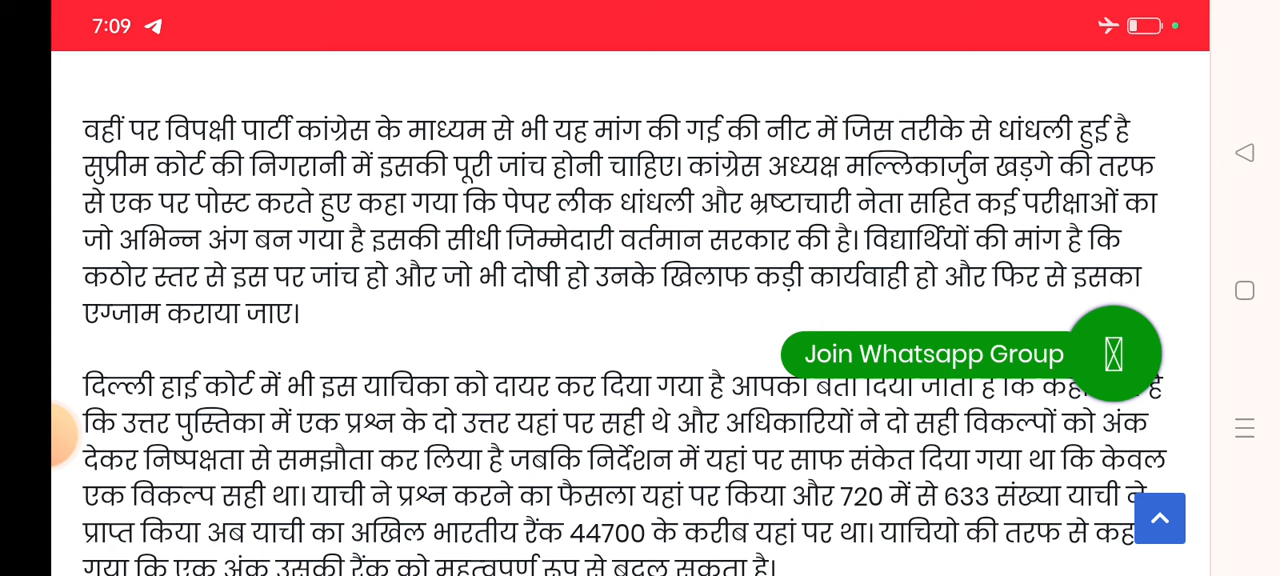 7:09
वहीं पर विपक्षी पार्टी कांग्रेस के माध्यम से भी यह मांग की गई की नीट में जिस तरीके से धांधली हुई है
सुप्रीम कोर्ट की निगरानी में इसकी पूरी जांच होनी चाहिए। कांग्रेस अध्यक्ष मल्लिकार्जुन खड़गे की तरफ
से एक पर पोस्ट करते हुए कहा गया कि पेपर लीक धांधली और भ्रष्टाचारी नेता सहित कई परीक्षाओं का
जो अभिन्न अंग बन गया है इसकी सीधी जिम्मेदारी वर्तमान सरकार की है। विद्यार्थियों की मांग है कि
कठोर स्तर से इस पर जांच हो और जो भी दोषी हो उनके खिलाफ कड़ी कार्यवाही हो और फिर से इसका
एग्जाम कराया जाए।
Join Whatsapp Group
दिल्ली हाई कोर्ट में भी इस याचिका को दायर कर दिया गया है आपको बता दिया जाता है कि है
कि उत्तर पुस्तिका में एक प्रश्न के दो उत्तर यहां पर सही थे और अधिकारियों ने दो सही विकल्पों को अंक
देकर निष्पक्षता से समझौता कर लिया है जबकि निर्देशन में यहां पर साफ संकेत दिया गया था कि केवल
एक विकल्प सही था। याची ने प्रश्न करने का फैसला यहां पर किया और 720 में से 633 संख्या याची ने
प्राप्त किया अब याची का अखिल भारतीय रैंक 44700 के करीब यहां पर था। याचियो की तरफ से
गया कि एक अंक उसकी रैंक को महत्वपूर्ण रूप से बदल सकता है।